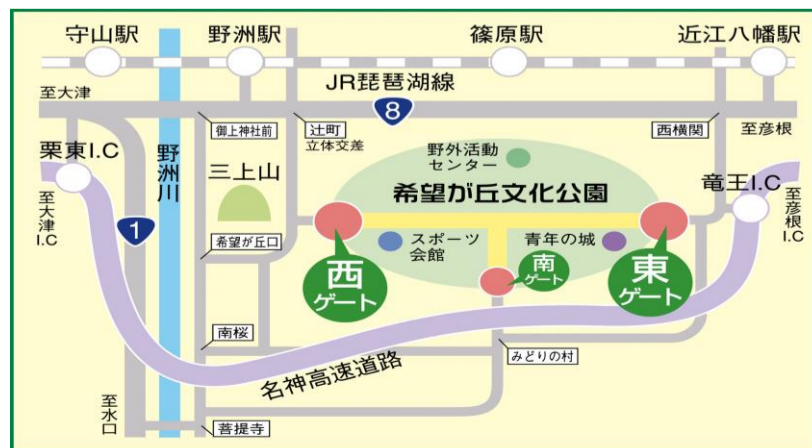 守山駅
野洲駅
篠原駅
近江八幡駅
JR琵琶湖線
至大津
8
御上神社前
辻町
立体交差
西横関
至彦根
栗東I.C
野洲川
三上山
野外活動
センター
希望が丘文化公園
竜王I.C
至大津
I.C
至彦根
I.C
1
希望が丘口
スポーツ
会館
青年の城
西
ゲート
南
ゲート
東
ゲート
南桜
みどりの村
名神高速道路
至水口
菩提寺